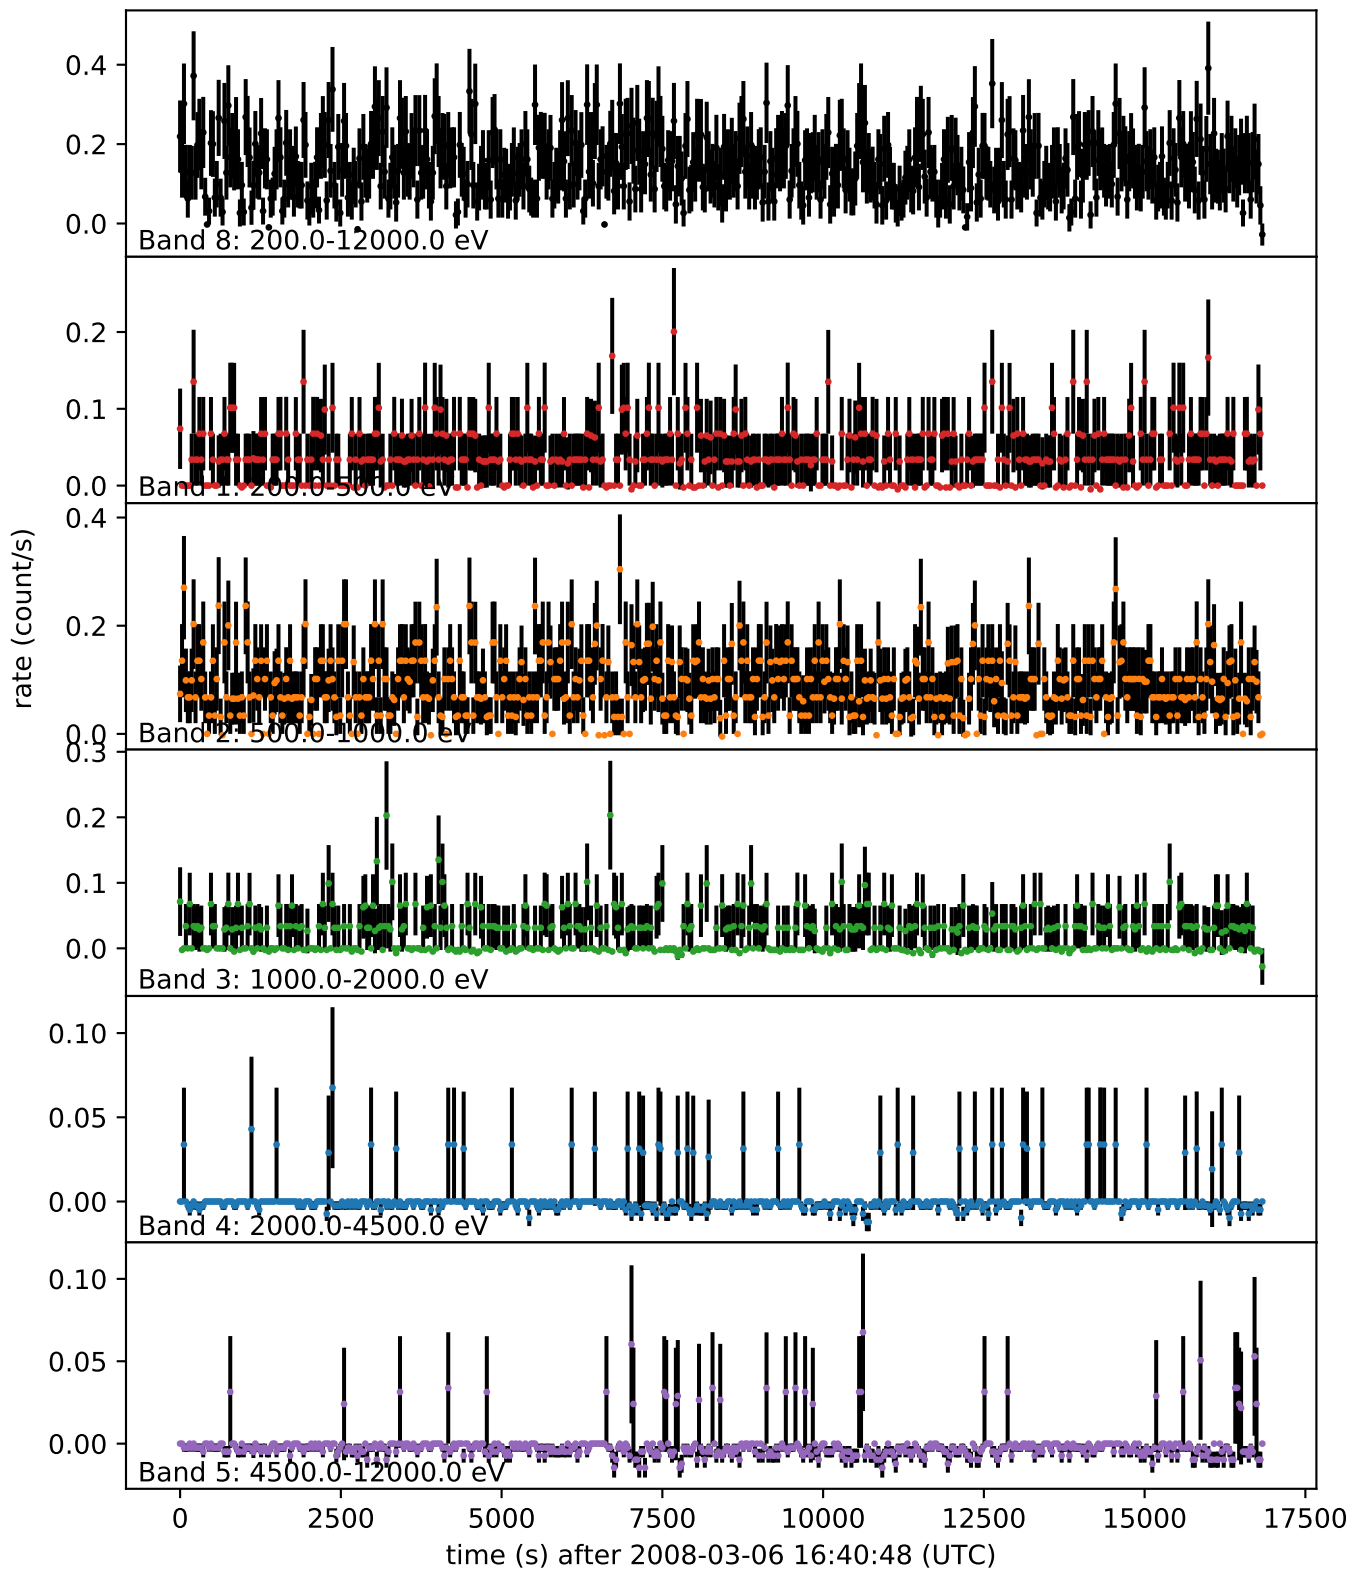 0.4
0.2
0.0
Band 8: 200.0-12000.0 eV
0.2
0.1
0.0
Band 1: 200.0-500.0 eV
rate (count/s)
0.4
0.2
0.0
Band 2: 500.0-1000.0 eV
0.3
0.2
0.1
0.0
Band 3: 1000.0-2000.0 eV
0.10
0.05
0.00
Band 4: 2000.0-4500.0 eV
0.10
0.05
0.00
Band 5: 4500.0-12000.0 eV
0 2500 5000 7500 10000 12500 15000 17500
time (s) after 2008-03-06 16:40:48 (UTC)